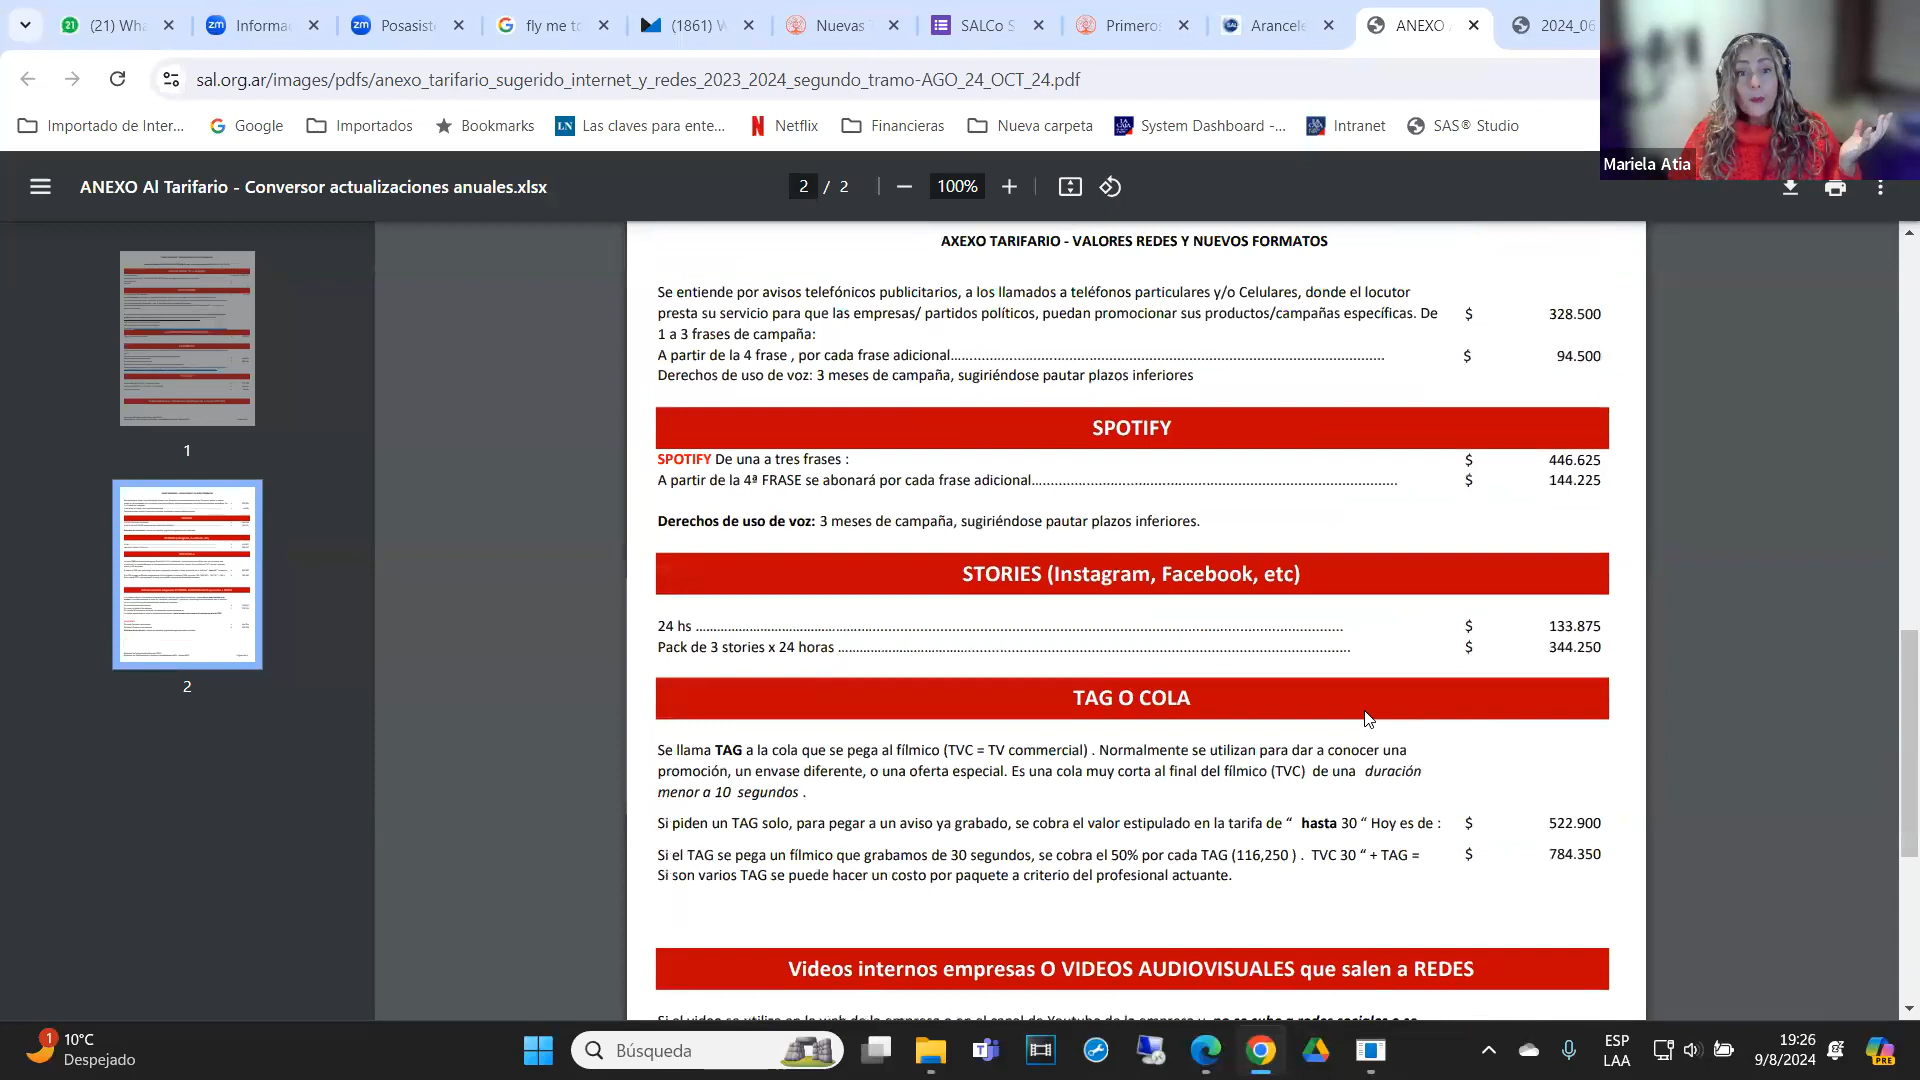 (21) Wha
Informa
Posasist
fly me to
(1861) W
Nuevas
SALCo S
Primero
Arancele
ANEXO
2024_06
sal.org.ar/images/pdfs/anexo_tarifario_sugerido_internet_y_redes_2023_2024_segundo_tramo-AGO_24_OCT_24.pdf
Importado de Inter...
Google
Importados
Bookmarks
Las claves para ente...
Netflix
Financieras
Nueva carpeta
System Dashboard -...
Intranet
SAS® Studio
Mariela Atia
ANEXO Al Tarifario - Conversor actualizaciones anuales.xlsx
2 / 2
100%
1
2
AXEXO TARIFARIO - VALORES REDES Y NUEVOS FORMATOS
Se entiende por avisos telefónicos publicitarios, a los llamados a teléfonos particulares y/o Celulares, donde el locutor
presta su servicio para que las empresas/ partidos políticos, puedan promocionar sus productos/campañas específicas. De $ 328.500
1 a 3 frases de campaña:
A partir de la 4 frase , por cada frase adicional.......... $ 94.500
Derechos de uso de voz: 3 meses de campaña, sugiriéndose pautar plazos inferiores
SPOTIFY
SPOTIFY De una a tres frases : $ 446.625
A partir de la 4ª FRASE se abonará por cada frase adicional.......... $ 144.225
Derechos de uso de voz: 3 meses de campaña, sugiriéndose pautar plazos inferiores.
STORIES (Instagram, Facebook, etc)
24 hs .......... $ 133.875
Pack de 3 stories x 24 horas .......... $ 344.250
TAG O COLA
Se llama TAG a la cola que se pega al fílmico (TVC = TV commercial) . Normalmente se utilizan para dar a conocer una
promoción, un envase diferente, o una oferta especial. Es una cola muy corta al final del fílmico (TVC) de una duración
menor a 10 segundos .
Si piden un TAG solo, para pegar a un aviso ya grabado, se cobra el valor estipulado en la tarifa de “ hasta 30 “ Hoy es de : $ 522.900
Si el TAG se pega un fílmico que grabamos de 30 segundos, se cobra el 50% por cada TAG (116,250 ) . TVC 30 “ + TAG = $ 784.350
Si son varios TAG se puede hacer un costo por paquete a criterio del profesional actuante.
Videos internos empresas O VIDEOS AUDIOVISUALES que salen a REDES
1
10°C
Despejado
Búsqueda
ESP
LAA
19:26
9/8/2024
PRE